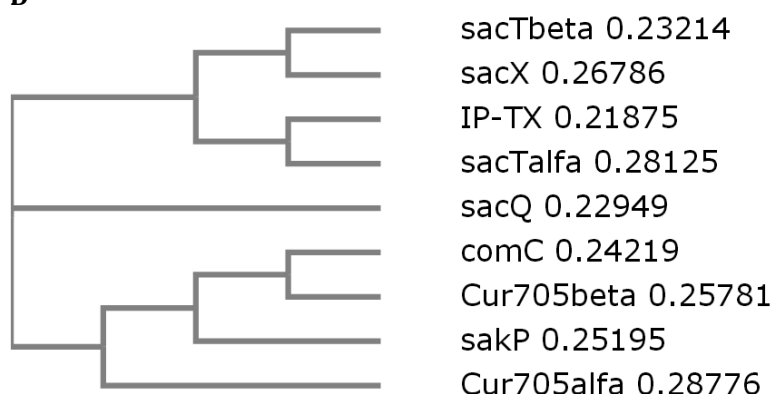 sacTbeta 0.23214
sacX 0.26786
IP-TX 0.21875
sacTalfa 0.28125
sacQ 0.22949
comC 0.24219
Cur705beta 0.25781
sakP 0.25195
Cur705alfa 0.28776